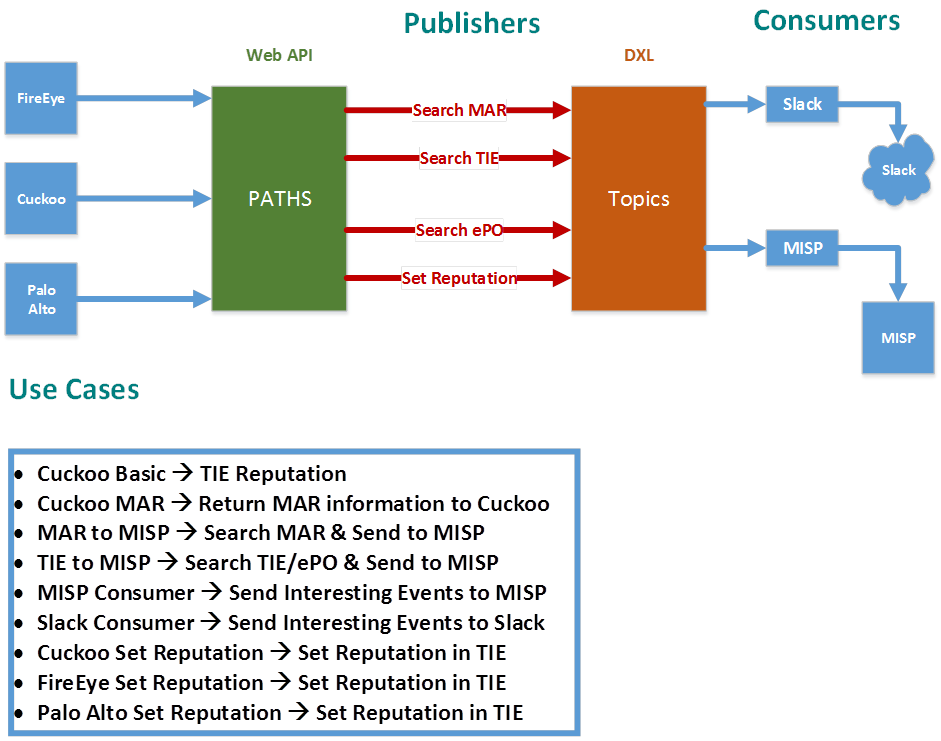 Publishers
Consumers
Web API
DXL
FireEye
Cuckoo
Palo
Alto
PATHS
Search MAR
Search TIE
Search ePO
Set Reputation
Topics
Slack
Slack
MISP
MISP
Use Cases
• Cuckoo Basic → TIE Reputation
• Cuckoo MAR → Return MAR information to Cuckoo
• MAR to MISP → Search MAR & Send to MISP
• TIE to MISP → Search TIE/ePO & Send to MISP
• MISP Consumer → Send Interesting Events to MISP
• Slack Consumer → Send Interesting Events to Slack
• Cuckoo Set Reputation → Set Reputation in TIE
• FireEye Set Reputation → Set Reputation in TIE
• Palo Alto Set Reputation → Set Reputation in TIE